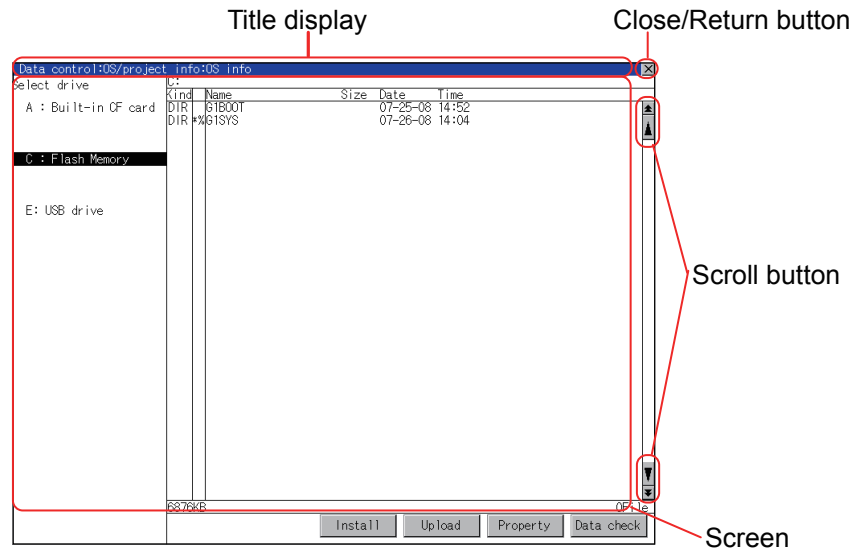 Title display
Close/Return button
Data control:OS/project info:OS info
Select drive
C:
Kind Name Size Date Time
A : Built-in CF card
DIR G1BOOT 07-25-08 14:52
DIR *%G1SYS 07-26-08 14:04
C : Flash Memory
E: USB drive
Scroll button
6876KB 0File
Install Upload Property Data check
Screen